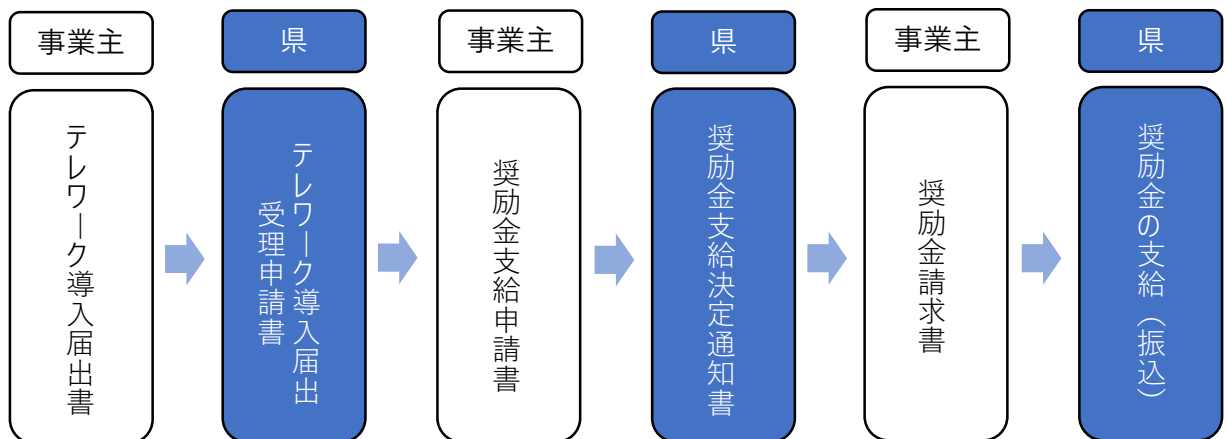 事業主
テレワーク導入届出書
県
テレワーク導入届出
受理申請書
事業主
奨励金支給申請書
県
奨励金支給決定通知書
事業主
奨励金請求書
県
奨励金の支給（振込）